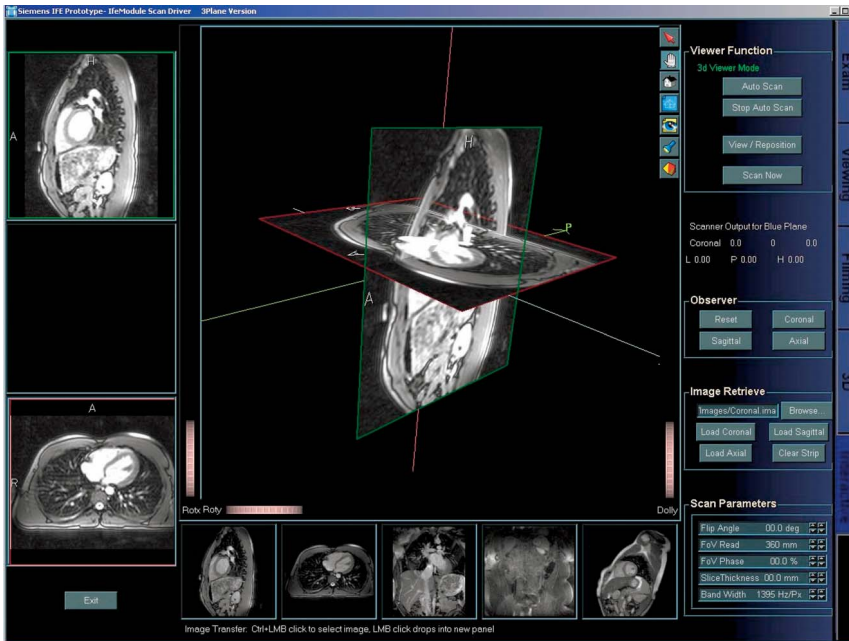 Siemens IFE Prototype- IfeModule Scan Driver 3Plane Version
H
A
A
R
H
P
A
Rotx Roty
Dolly
Viewer Function
3d Viewer Mode
Auto Scan
Stop Auto Scan
View / Reposition
Scan Now
Scanner Output for Blue Plane
Coronal 0.0 0 0.0
L 0.00 P 0.00 H 0.00
Observer
Reset Coronal
Sagittal Axial
Image Retrieve
Images/Coronal.ima Browse...
Load Coronal Load Sagittal
Load Axial Clear Strip
Scan Parameters
Flip Angle 00.0 deg
FoV Read 360 mm
FoV Phase 00.0 %
SliceThickness 00.0 mm
Band Width 1395 Hz/Px
Exam
Viewing
Filming
3D
Exit
Image Transfer: Ctrl+LMB click to select image, LMB click drops into new panel